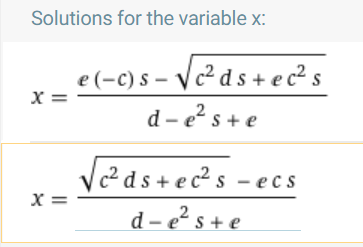 Solutions for the variable x:
x = (e (−c) s − √(c² d s + e c² s)) / (d − e² s + e)
x = (√(c² d s + e c² s) − e c s) / (d − e² s + e)